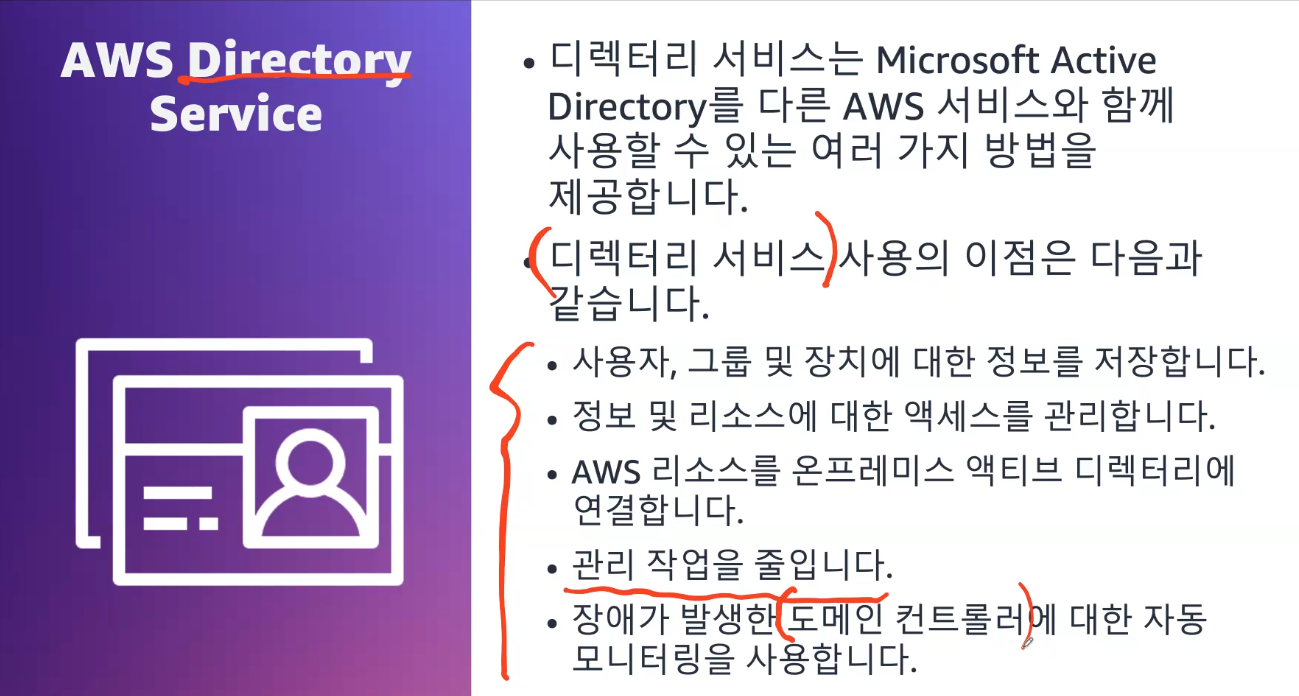 AWS Directory
Service
• 디렉터리 서비스는 Microsoft Active
Directory를 다른 AWS 서비스와 함께
사용할 수 있는 여러 가지 방법을
제공합니다.
• 디렉터리 서비스 사용의 이점은 다음과
같습니다.
• 사용자, 그룹 및 장치에 대한 정보를 저장합니다.
• 정보 및 리소스에 대한 액세스를 관리합니다.
• AWS 리소스를 온프레미스 액티브 디렉터리에
연결합니다.
• 관리 작업을 줄입니다.
• 장애가 발생한 도메인 컨트롤러에 대한 자동
모니터링을 사용합니다.